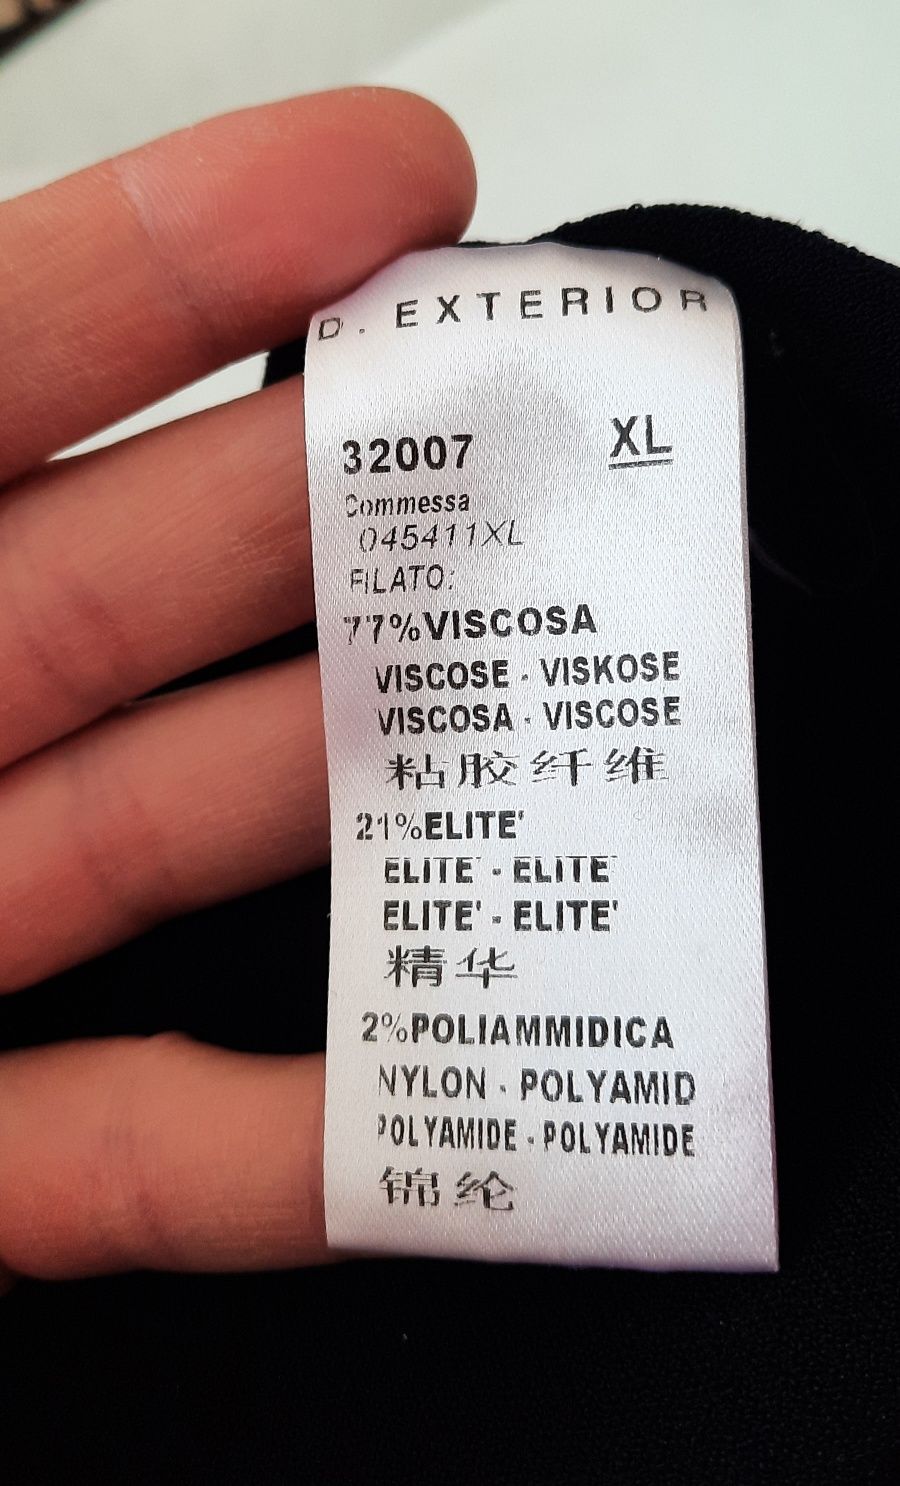 D. EXTERIOR
32007 XL
Commessa
045411XL
FILATO:
77%VISCOSA
VISCOSE - VISKOSE
VISCOSA - VISCOSE
粘胶纤维
21%ELITE'
ELITE' - ELITE'
ELITE' - ELITE'
精华
2%POLIAMMIDICA
NYLON - POLYAMID
POLYAMIDE - POLYAMIDE
锦纶